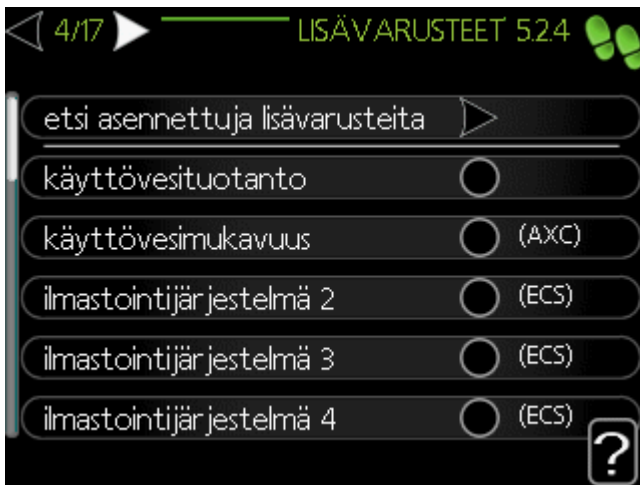 4/17 LISÄVARUSTEET 5.2.4
etsi asennettuja lisävarusteita
käyttövesituotanto
käyttövesimukavuus (AXC)
ilmastointijärjestelmä 2 (ECS)
ilmastointijärjestelmä 3 (ECS)
ilmastointijärjestelmä 4 (ECS)
?